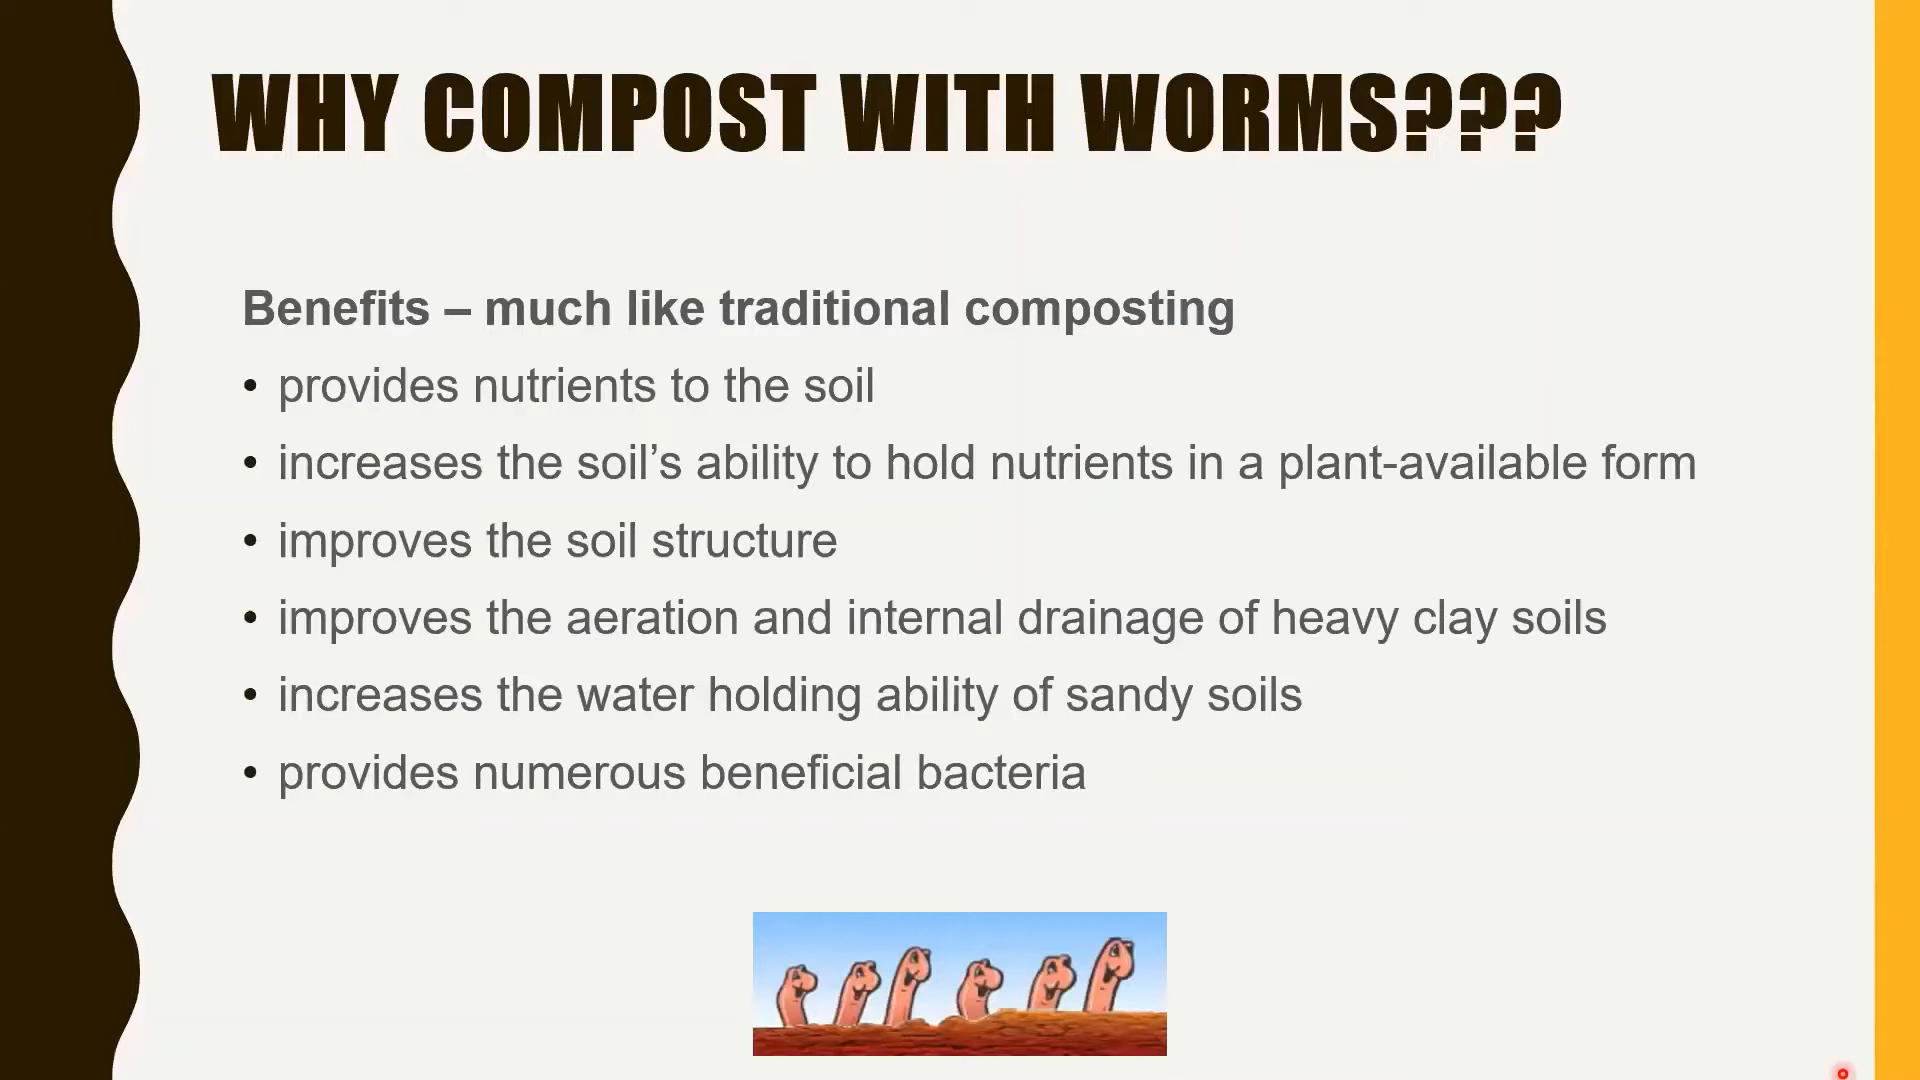 WHY COMPOST WITH WORMS???
Benefits – much like traditional composting
• provides nutrients to the soil
• increases the soil’s ability to hold nutrients in a plant-available form
• improves the soil structure
• improves the aeration and internal drainage of heavy clay soils
• increases the water holding ability of sandy soils
• provides numerous beneficial bacteria